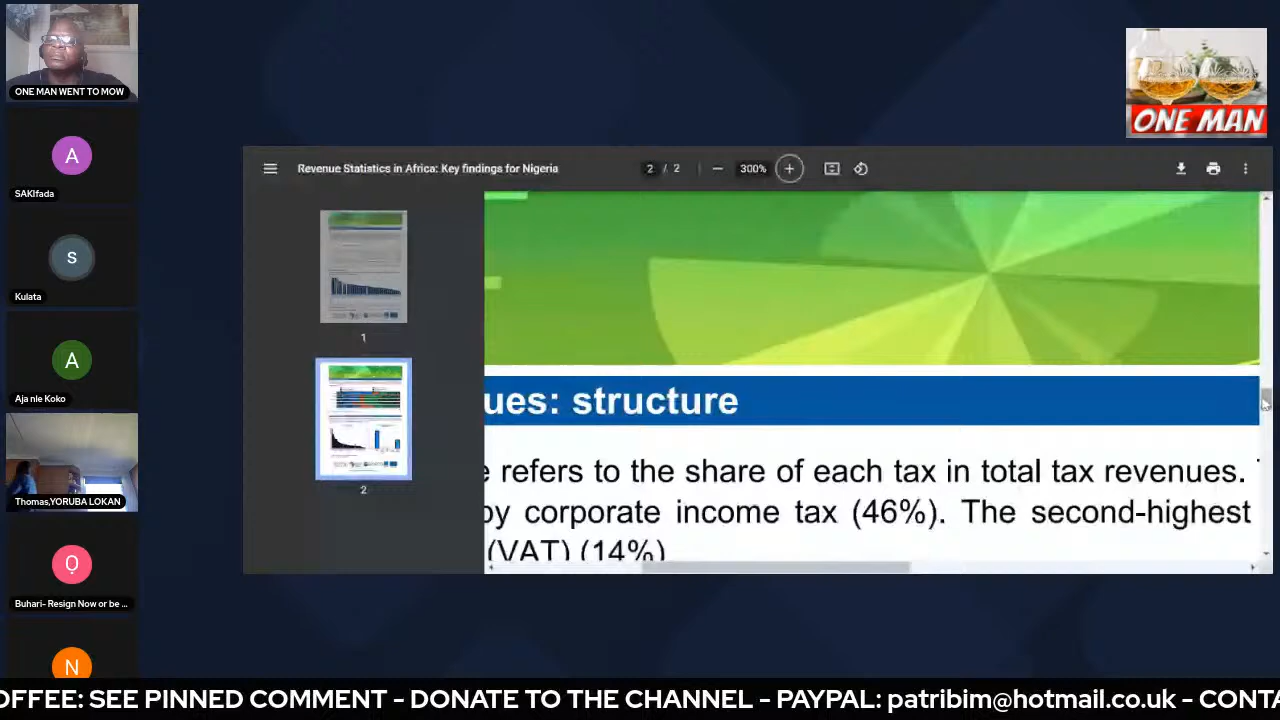 ONE MAN WENT TO MOW
A
SAKIfada
S
Kulata
A
Aja nle Koko
Thomas,YORUBA LOKAN
Buhari- Resign Now or be ...
N
ONE MAN
Revenue Statistics in Africa: Key findings for Nigeria
2 / 2
300%
1
2
ues: structure
e refers to the share of each tax in total tax revenues.
by corporate income tax (46%). The second-highest
(VAT) (14%)
OFFEE: SEE PINNED COMMENT - DONATE TO THE CHANNEL - PAYPAL: patribim@hotmail.co.uk - CONTA